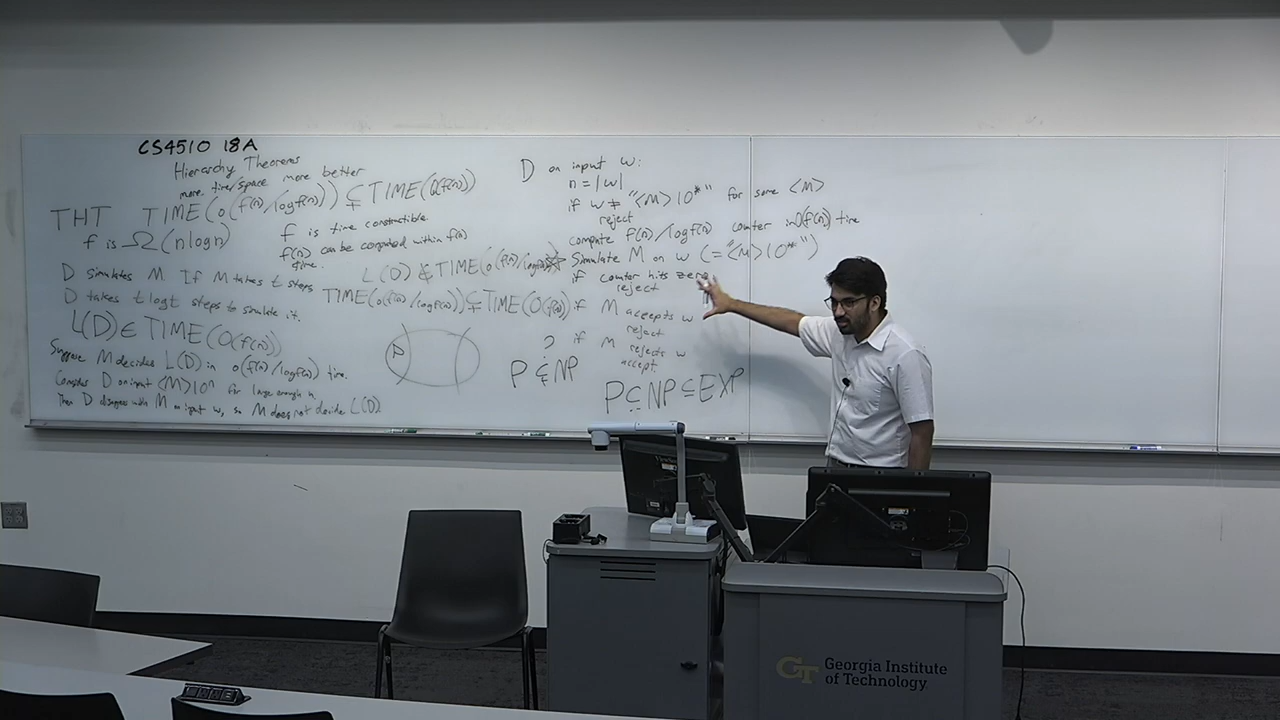 CS4510 18A
Hierarchy Theorems
more time/space more better
THT TIME(o(f(n)/logf(n))) ⊊ TIME(O(f(n)))
f is Ω(nlogn)
f is time constructible
f(n) can be computed within f(n) time.
D simulates M. If M takes t steps
D takes t logt steps to simulate it.
L(D) ∈ TIME(O(f(n)))
Suppose M decides L(D) in o(f(n)/logf(n)) time.
Consider D on input <M>10^n for large enough n
Then D disagrees with M on input w, so M does not decide L(D)
L(D) ∉ TIME(o(f(n)/logf(n)))
TIME(o(f(n)/logf(n))) ⊊ TIME(O(f(n)))
P
?
P ⊊ NP
D on input w:
n = |w|
if w ≠ "<M>10*" for some <M>
reject
compute f(n)/logf(n) counter in O(f(n)) time
Simulate M on w (= "<M>10*")
if counter hits zero
reject
if M accepts w
reject
if M rejects w
accept.
P ⊆ NP ⊆ EXP
GT Georgia Institute
of Technology